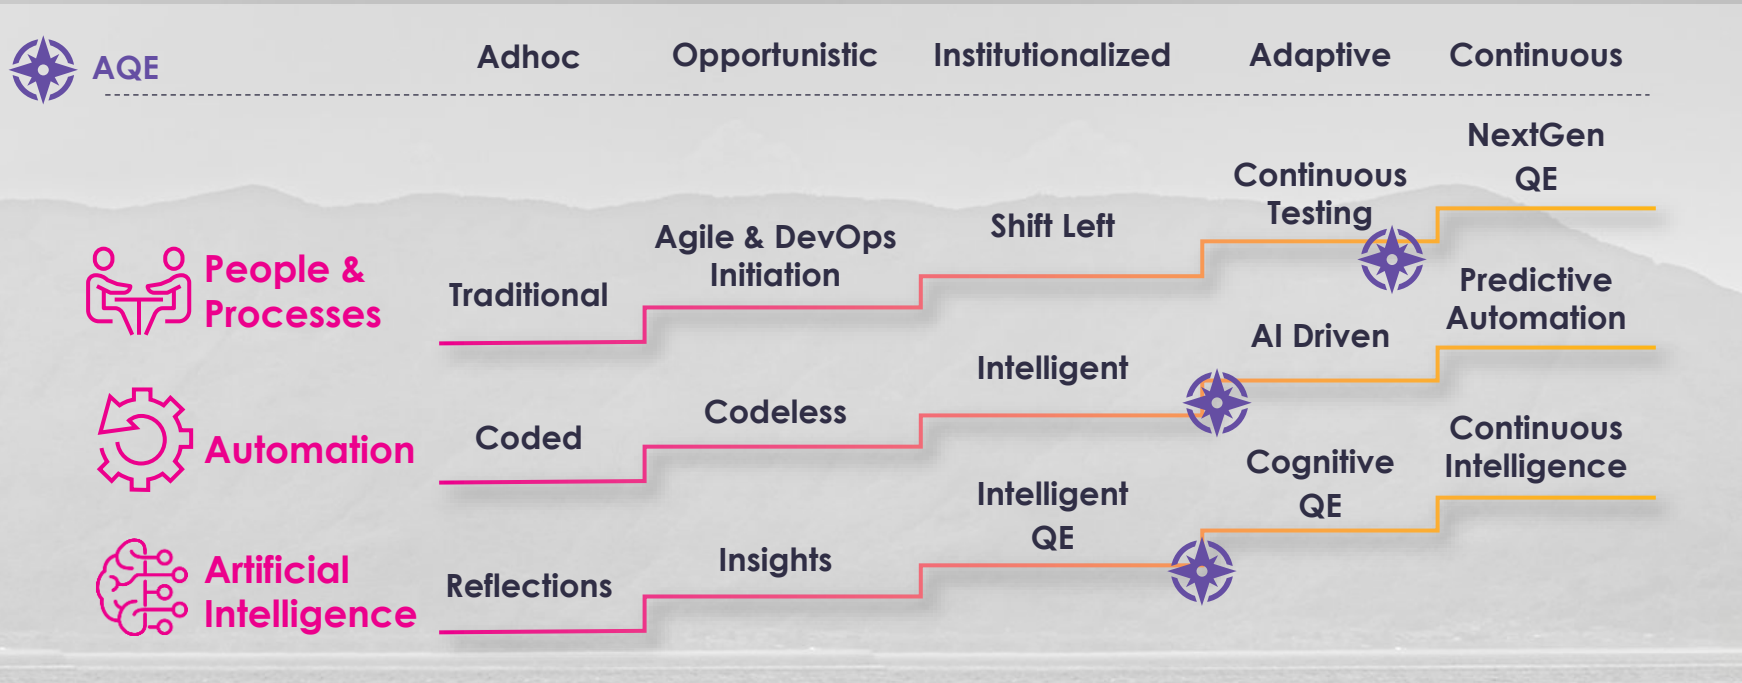 AQE
Adhoc
Opportunistic
Institutionalized
Adaptive
Continuous
People &
Processes
Traditional
Agile & DevOps
Initiation
Shift Left
Continuous
Testing
NextGen
QE
Automation
Coded
Codeless
Intelligent
AI Driven
Predictive
Automation
Artificial
Intelligence
Reflections
Insights
Intelligent
QE
Cognitive
QE
Continuous
Intelligence